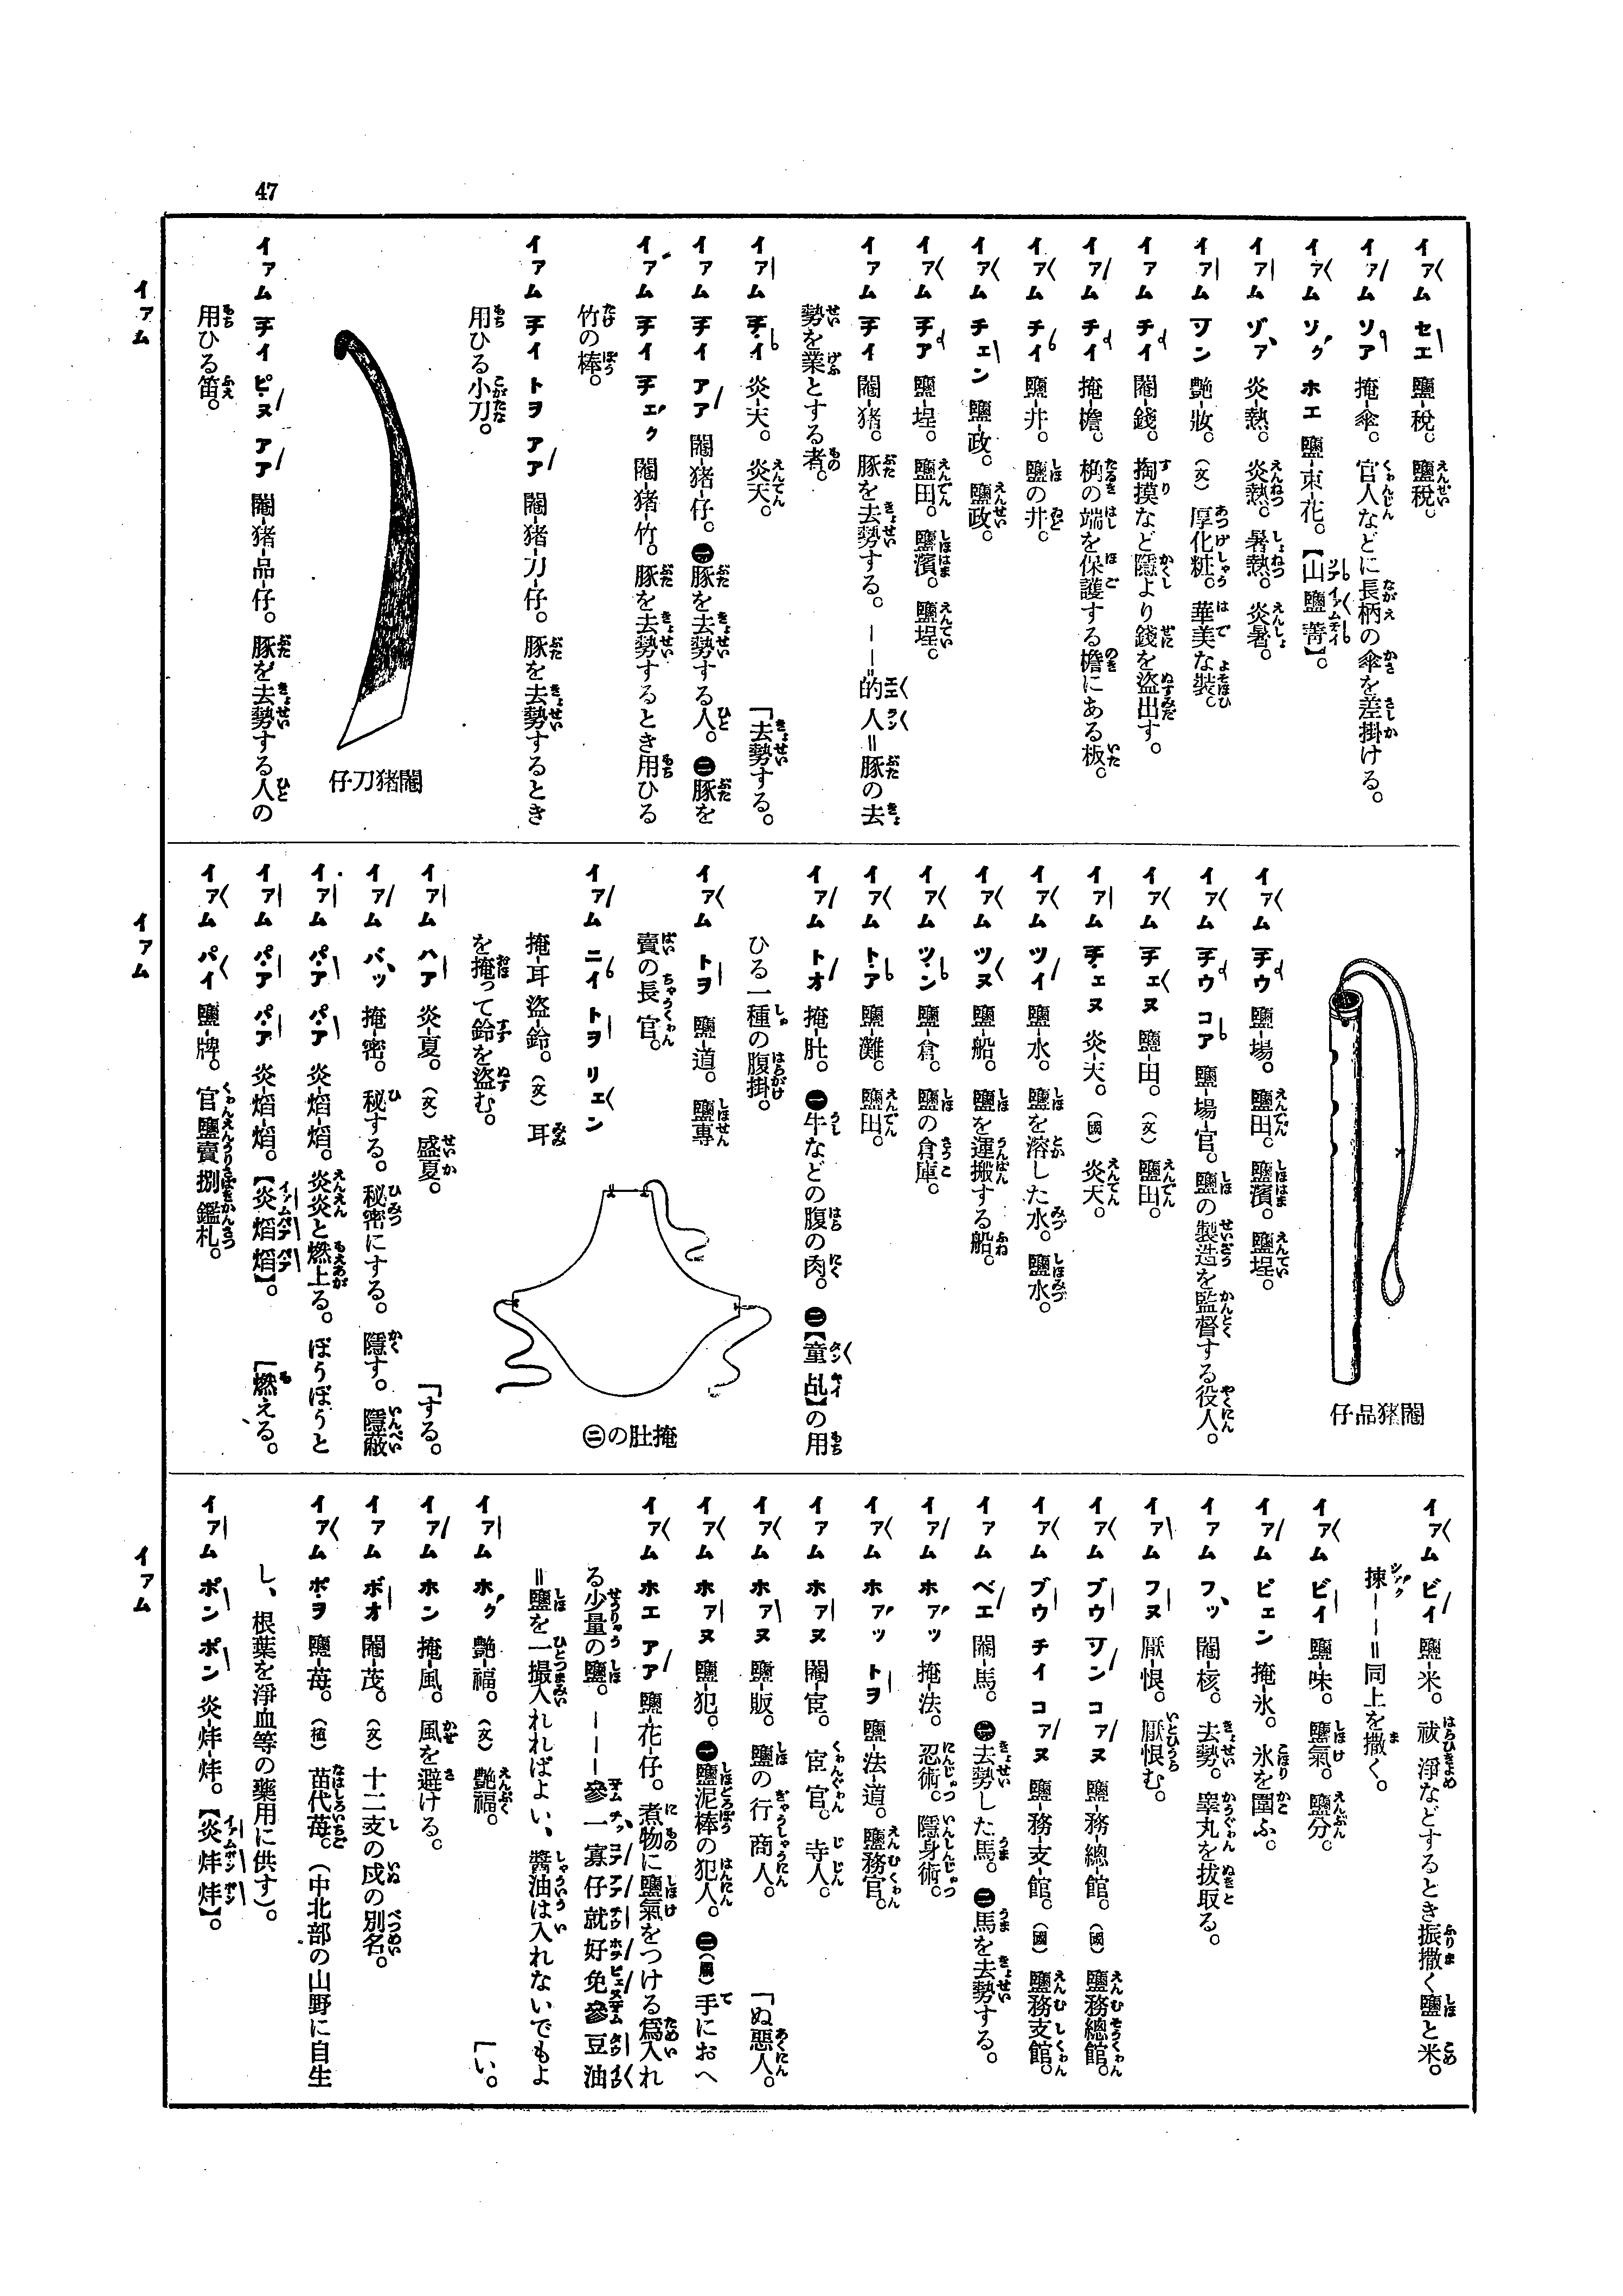 47
イアム セエ 鹽-稅。鹽稅。
イアム ソア 掩-傘。官人などに長柄の傘を差掛ける。
イアム ソク ホエ 鹽-束-花。【山鹽菁】。
イアム ゾァ 炎-熱。炎熱。暑熱。炎暑。
イアム ソン 艷-妝。(文)厚化粧。華美な裝。
イアム チイ 閹-錢。掏摸など隱より錢を盜出す。
イアム チイ 掩-檐。桷の端を保護する檐にある板。
イアム チイ 鹽-井。鹽の井。
イアム チェン 鹽-政。鹽政。
イアム チア 鹽-埕。鹽田。鹽濱。鹽埕。
イアム チイ 閹-猪。豚を去勢する。——=的人=豚の去
勢を業とする者。
イアム チイ 炎-天。炎天。
「去勢する。
イアム チイ アア 閹-猪-仔。㊀豚を去勢する人。㊁豚を
イアム チイ チェク 閹-猪-竹。豚を去勢するとき用ひる
竹の棒。
イアム チイ トヲ アア 閹-猪-刀-仔。豚を去勢するとき
用ひる小刀。
仔刀猪閹
イアム チイ ピヌ アア 閹-猪-品-仔。豚を去勢する人の
用ひる笛。
イアム
仔品猪閹
イアム チウ 鹽-場。鹽田。鹽濱。鹽埕。
イアム チウ コア 鹽-場-官。鹽の製造を監督する役人。
イアム チェヌ 鹽-田。(文)鹽田。
イアム チェヌ 炎-天。(國)炎天。
イアム ツイ 鹽-水。鹽を溶した水。鹽水。
イアム ツヌ 鹽-船。鹽を運搬する船。
イアム ツン 鹽-倉。鹽の倉庫。
イアム トア 鹽-灘。鹽田。
イアム トオ 掩-肚。㊀牛などの腹の肉。㊁【童乩】の用
ひる一種の腹掛。
イアム トヲ 鹽-道。鹽專
賣の長官。
イアム ニイ トヲ リェン
掩-耳 盜-鈴。(文)耳
を掩って鈴を盜む。
㊁の肚掩
イアム ハア 炎-夏。(文)盛夏。
「する。
イアム バッ 掩-密。祕する。祕密にする。隱す。隱蔽
イアム パア パア 炎-焰-焰。炎炎と燃上る。ぼうぼうと
イアム パア パア 炎-焰-焰。【炎焰焰】。
「燃える。
イアム パイ 鹽-牌。官鹽賣捌鑑札。
イアム
イアム ビイ 鹽-米。祓淨などするとき振撒く鹽と米。
揀——=同上を撒く。
イアム ビイ 鹽-味。鹽氣。鹽分。
イアム ピェン 掩-氷。氷を圍ふ。
イアム フッ 閹-核。去勢。睾丸を拔取る。
イアム フヌ 厭-恨。厭恨む。
イアム ブウ ソン コアヌ 鹽-務-總-館。(國)鹽務總館。
イアム ブウ チイ コアヌ 鹽-務-支-館。(國)鹽務支館。
イアム ベエ 閹-馬。㊀去勢した馬。㊁馬を去勢する。
イアム ホアッ 掩-法。忍術。隱身術。
イアム ホアッ トヲ 鹽-法-道。鹽務官。
イアム ホアヌ 閹-宦。宦官。寺人。
イアム ホアヌ 鹽-販。鹽の行商人。
「ぬ惡人。
イアム ホアヌ 鹽-犯。㊀鹽泥棒の犯人。㊁手におへ
イアム ホエ アア 鹽-花-仔。煮物に鹽氣をつける爲入れ
る少量の鹽。———參一寡仔就好免參豆油
=鹽を一撮入れればよい、醬油は入れないでもよ
「い。
イアム ホク 艷-福。(文)艷福。
イアム ホン 掩-風。風を避ける。
イアム ボオ 閹-茂。(文)十二支の戌の別名。
イアム ポヲ 鹽-苺。(植)苗代苺。(中北部の山野に自生
し、根葉を淨血等の藥用に供す)。
イアム ポン ポン 炎-烊-烊。【炎烊烊】。
イアム